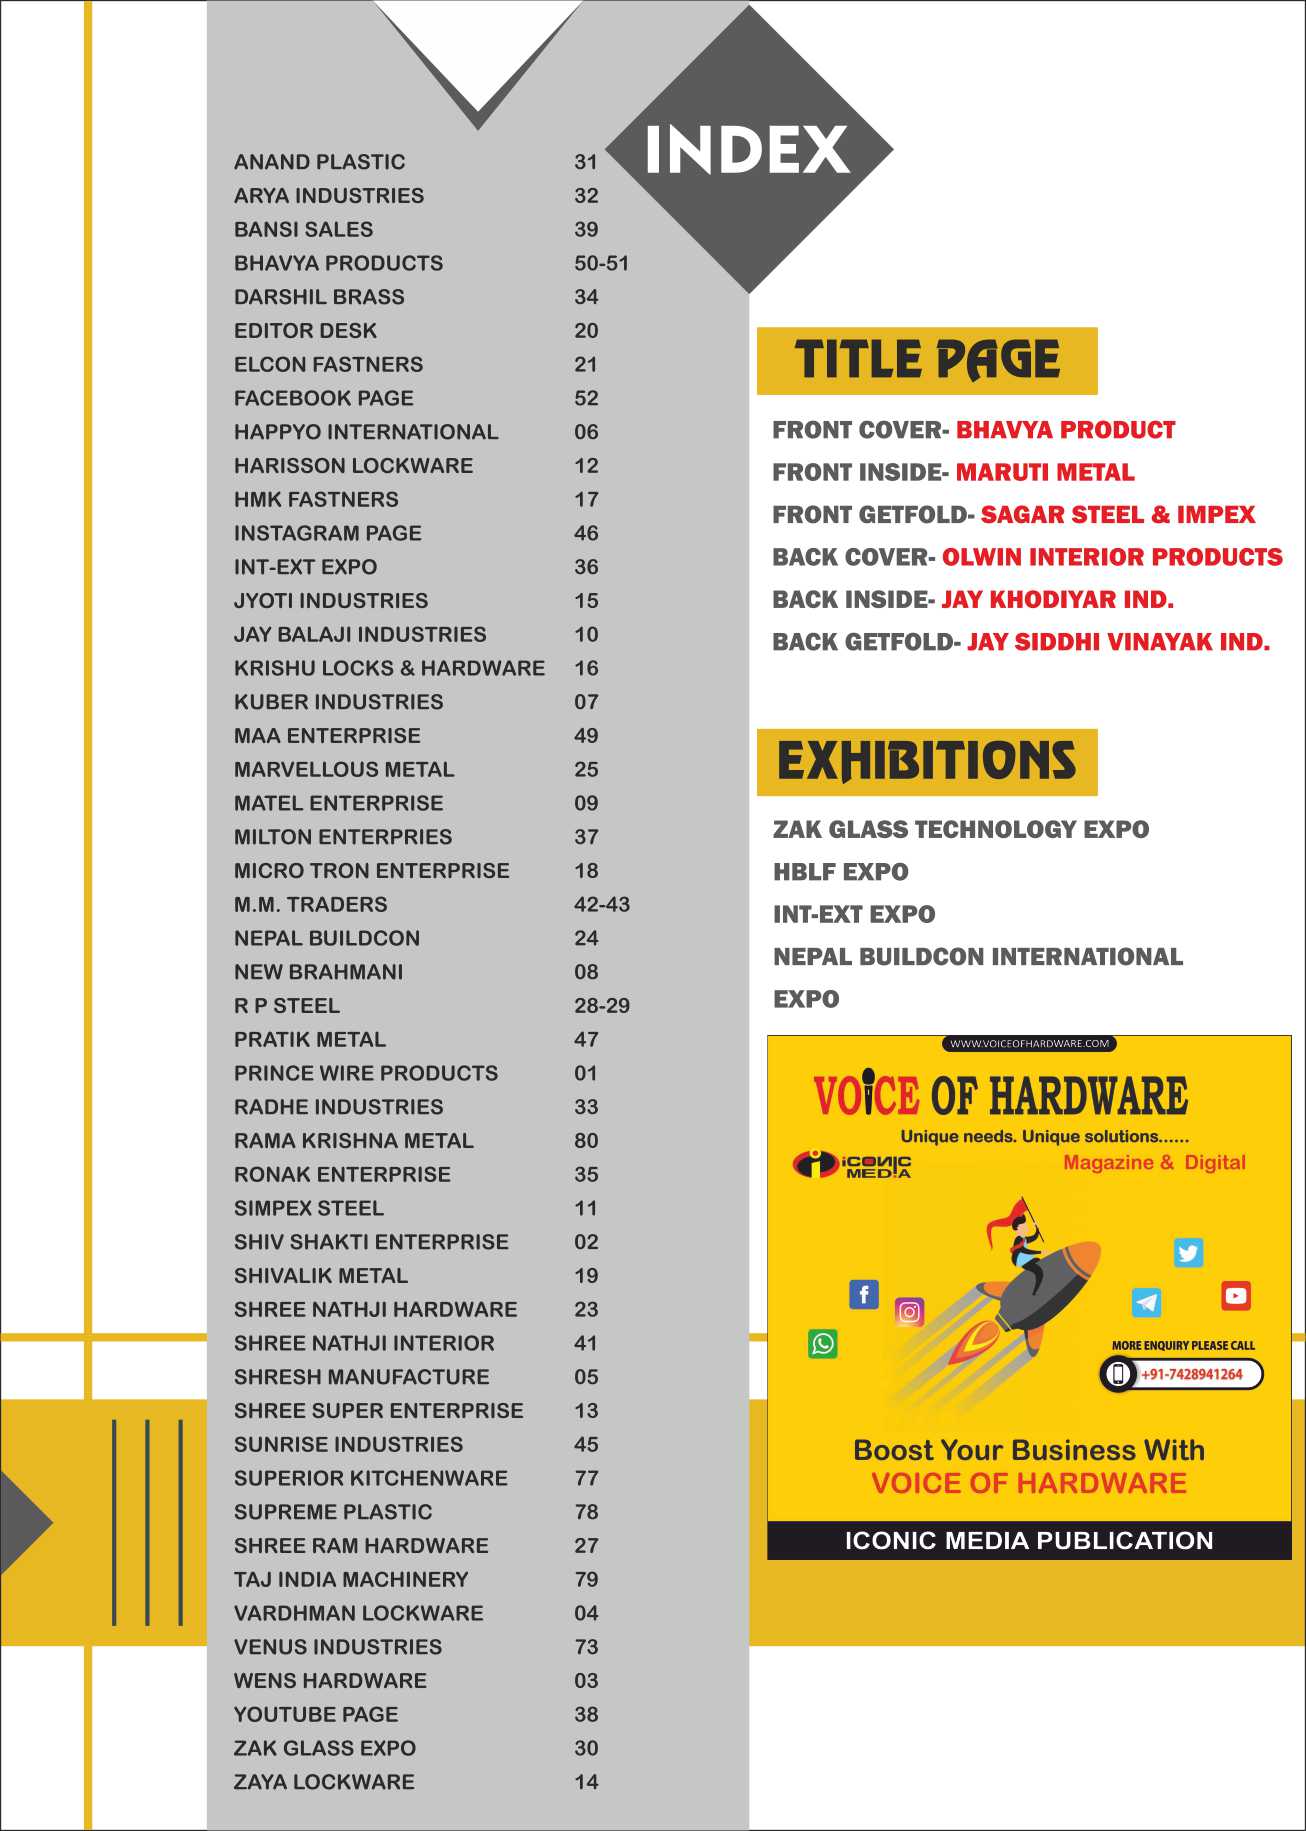 INDEX
ANAND PLASTIC 31
ARYA INDUSTRIES 32
BANSI SALES 39
BHAVYA PRODUCTS 50-51
DARSHIL BRASS 34
EDITOR DESK 20
ELCON FASTNERS 21
FACEBOOK PAGE 52
HAPPYO INTERNATIONAL 06
HARISSON LOCKWARE 12
HMK FASTNERS 17
INSTAGRAM PAGE 46
INT-EXT EXPO 36
JYOTI INDUSTRIES 15
JAY BALAJI INDUSTRIES 10
KRISHU LOCKS & HARDWARE 16
KUBER INDUSTRIES 07
MAA ENTERPRISE 49
MARVELLOUS METAL 25
MATEL ENTERPRISE 09
MILTON ENTERPRIES 37
MICRO TRON ENTERPRISE 18
M.M. TRADERS 42-43
NEPAL BUILDCON 24
NEW BRAHMANI 08
R P STEEL 28-29
PRATIK METAL 47
PRINCE WIRE PRODUCTS 01
RADHE INDUSTRIES 33
RAMA KRISHNA METAL 80
RONAK ENTERPRISE 35
SIMPEX STEEL 11
SHIV SHAKTI ENTERPRISE 02
SHIVALIK METAL 19
SHREE NATHJI HARDWARE 23
SHREE NATHJI INTERIOR 41
SHRESH MANUFACTURE 05
SHREE SUPER ENTERPRISE 13
SUNRISE INDUSTRIES 45
SUPERIOR KITCHENWARE 77
SUPREME PLASTIC 78
SHREE RAM HARDWARE 27
TAJ INDIA MACHINERY 79
VARDHMAN LOCKWARE 04
VENUS INDUSTRIES 73
WENS HARDWARE 03
YOUTUBE PAGE 38
ZAK GLASS EXPO 30
ZAYA LOCKWARE 14
TITLE PAGE
FRONT COVER- BHAVYA PRODUCT
FRONT INSIDE- MARUTI METAL
FRONT GETFOLD- SAGAR STEEL & IMPEX
BACK COVER- OLWIN INTERIOR PRODUCTS
BACK INSIDE- JAY KHODIYAR IND.
BACK GETFOLD- JAY SIDDHI VINAYAK IND.
EXHIBITIONS
ZAK GLASS TECHNOLOGY EXPO
HBLF EXPO
INT-EXT EXPO
NEPAL BUILDCON INTERNATIONAL
EXPO
WWW.VOICEOFHARDWARE.COM
VOICE OF HARDWARE
Unique needs. Unique solutions......
iCONIC
MEDIA
Magazine & Digital
MORE ENQUIRY PLEASE CALL
+91-7428941264
Boost Your Business With
VOICE OF HARDWARE
ICONIC MEDIA PUBLICATION